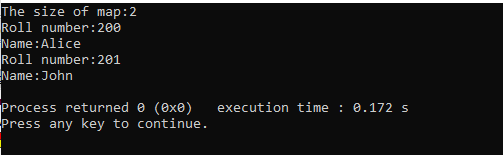 The size of map:2
Roll number:200
Name:Alice
Roll number:201
Name:John
Process returned 0 (0x0)   execution time : 0.172 s
Press any key to continue.